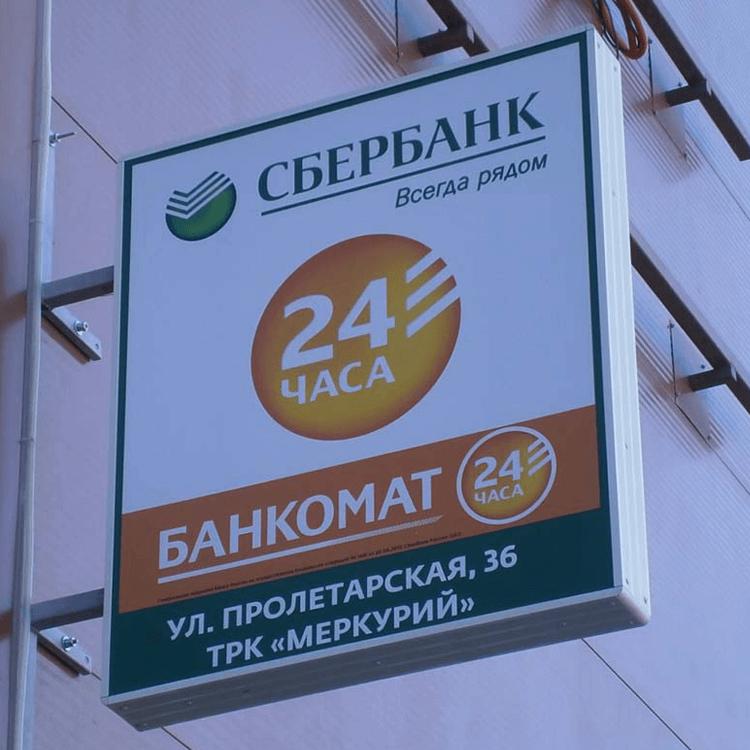 СБЕРБАНК
Всегда рядом
24
ЧАСА
БАНКОМАТ
24
ЧАСА
УЛ. ПРОЛЕТАРСКАЯ, 36
ТРК «МЕРКУРИЙ»